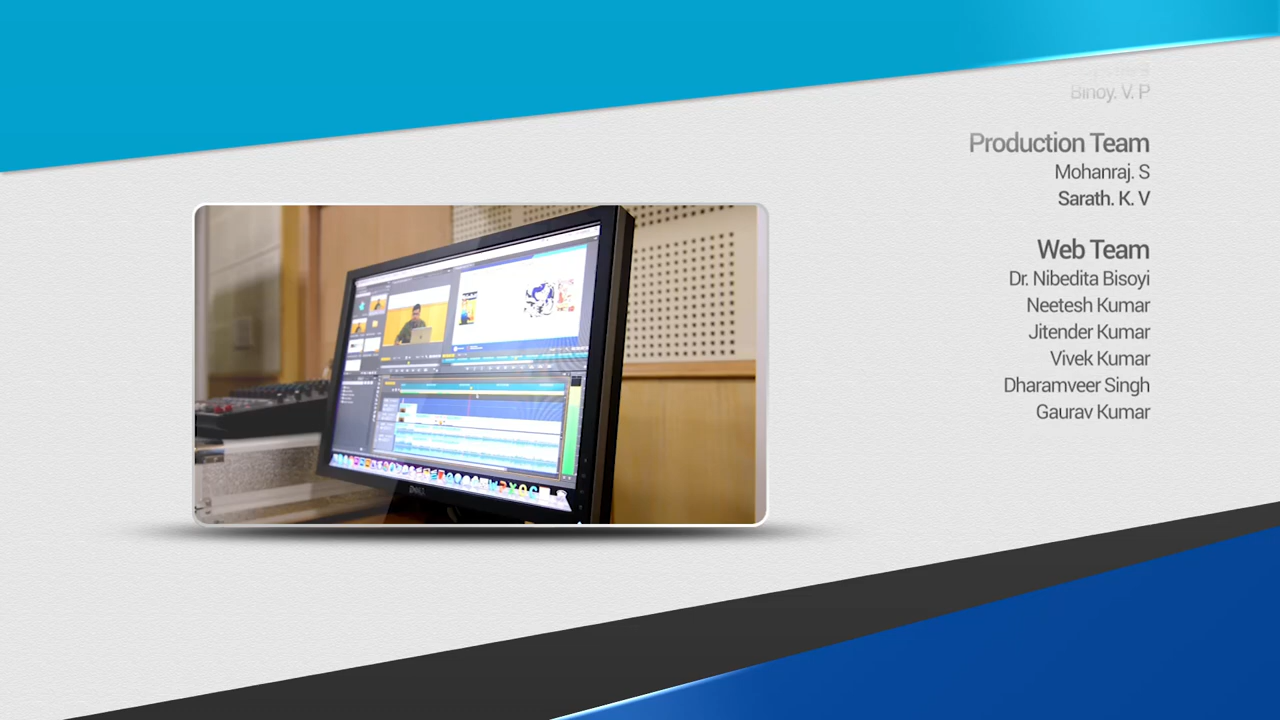 Binoy. V. P
Production Team
Mohanraj. S
Sarath. K. V
Web Team
Dr. Nibedita Bisoyi
Neetesh Kumar
Jitender Kumar
Vivek Kumar
Dharamveer Singh
Gaurav Kumar
DELL